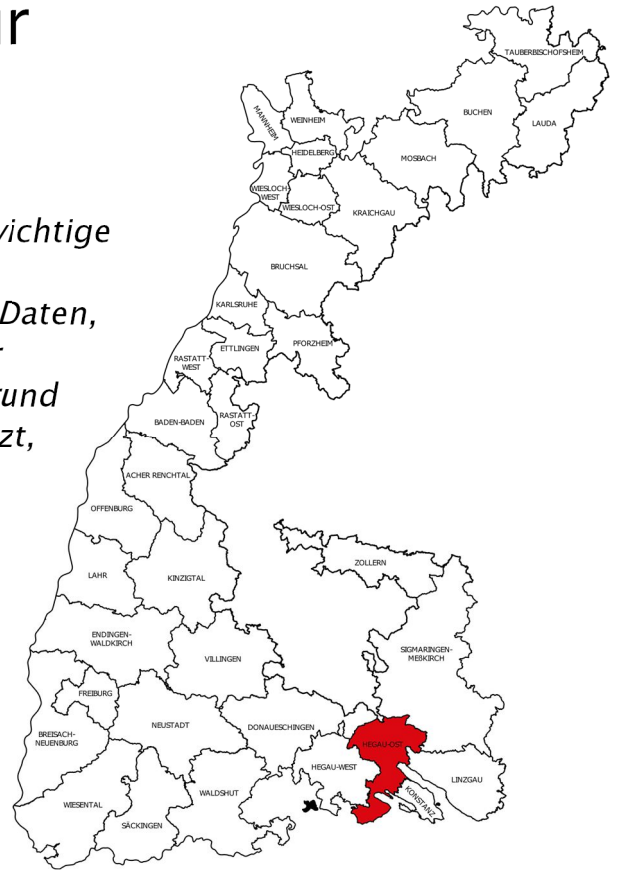 vichtige
Daten,
und
zt,
TAUBERBISCHOFSHEIM
BUCHEN
LAUDA
MANNHEIM
WEINHEIM
HEIDELBERG
MOSBACH
WIESLOCH-
WEST
WIESLOCH-OST
KRAICHGAU
BRUCHSAL
KARLSRUHE
ETTLINGEN
PFORZHEIM
RASTATT-
WEST
BADEN-BADEN
RASTATT-
OST
ACHER RENCHTAL
OFFENBURG
LAHR
KINZIGTAL
ZOLLERN
ENDINGEN-
WALDKIRCH
VILLINGEN
SIGMARINGEN-
MEßKIRCH
FREIBURG
NEUSTADT
DONAUESCHINGEN
BREISACH-
NEUENBURG
HEGAU-OST
HEGAU-WEST
LINZGAU
KONSTANZ
WIESENTAL
SÄCKINGEN
WALDSHUT